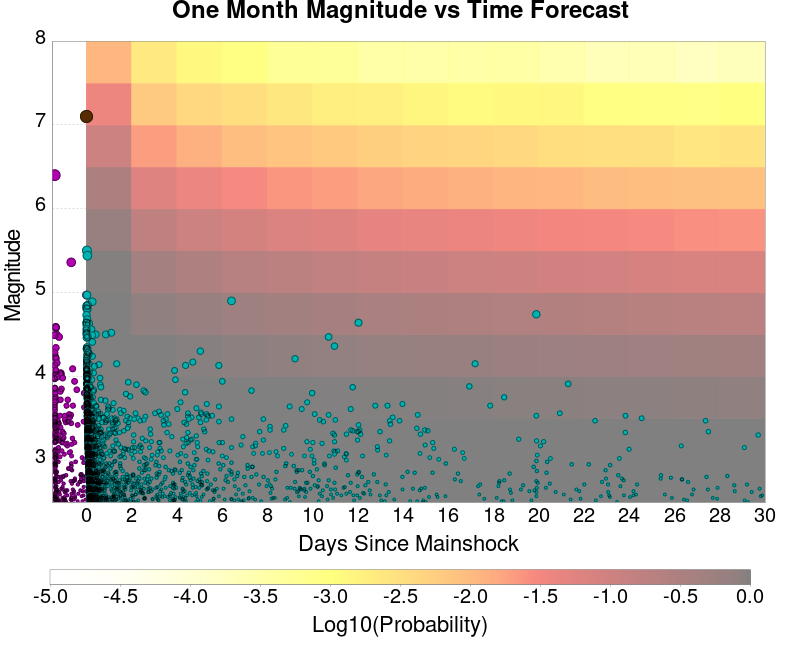 One Month Magnitude vs Time Forecast
8
7
6
5
4
3
Magnitude
0 2 4 6 8 10 12 14 16 18 20 22 24 26 28 30
Days Since Mainshock
-5.0 -4.5 -4.0 -3.5 -3.0 -2.5 -2.0 -1.5 -1.0 -0.5 0.0
Log10(Probability)